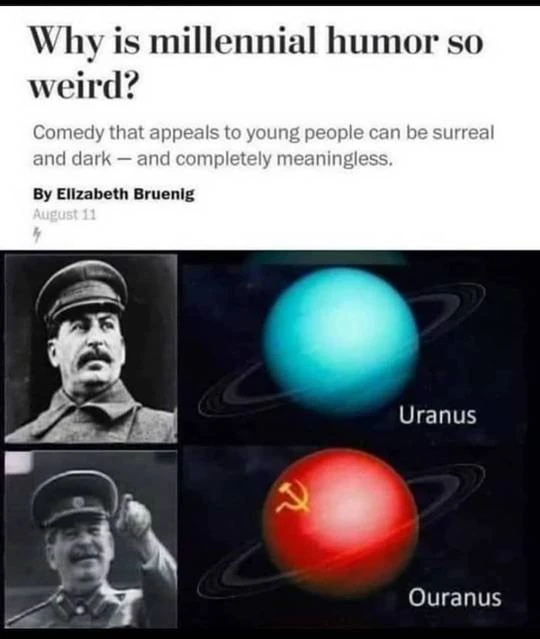 Why is millennial humor so
weird?
Comedy that appeals to young people can be surreal
and dark — and completely meaningless.
By Elizabeth Bruenig
August 11
Uranus
Ouranus